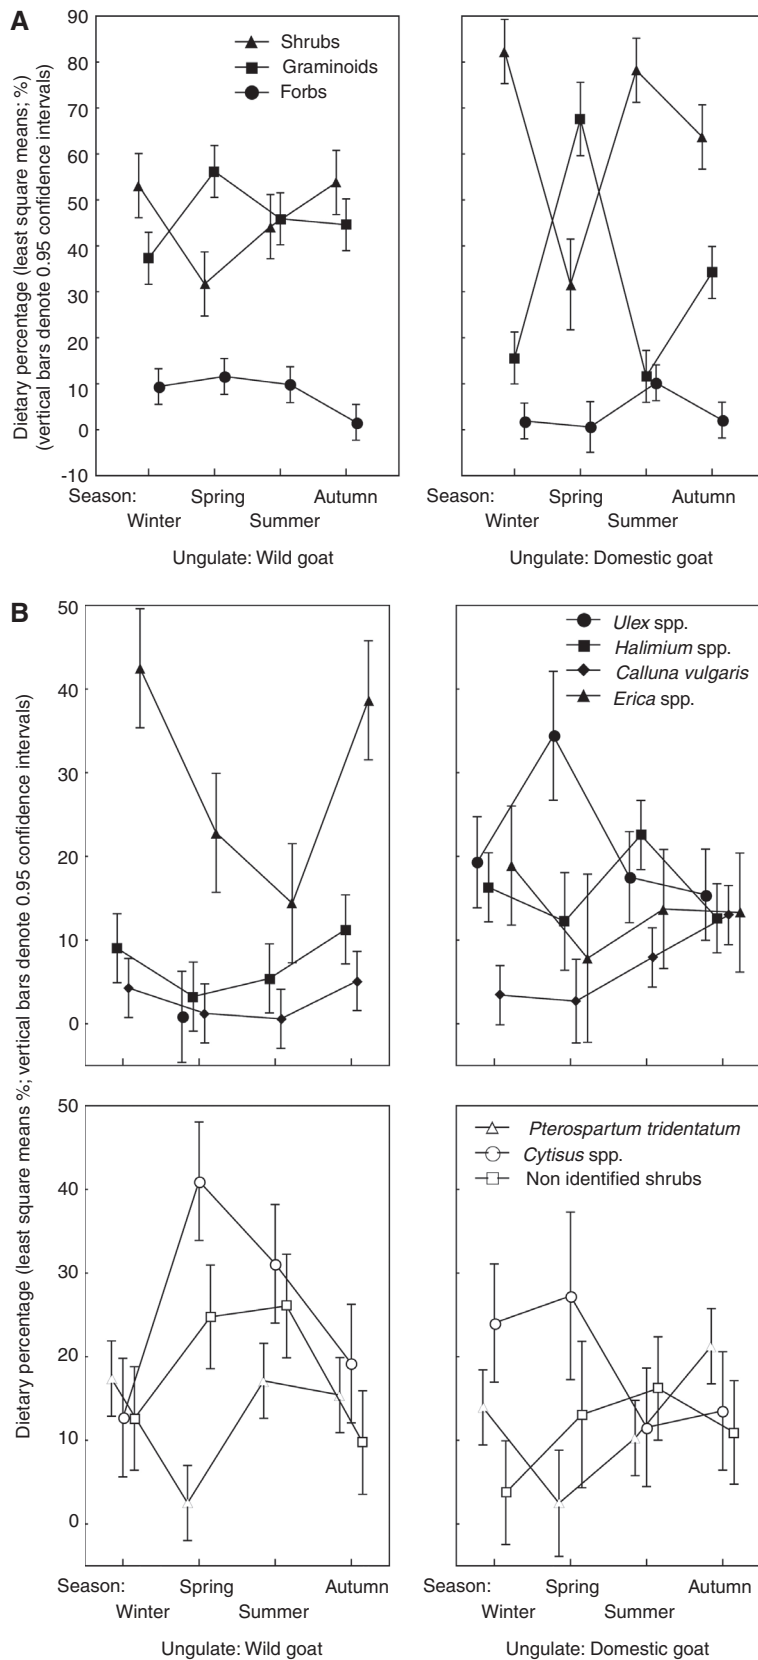 A
Dietary percentage (least square means; %)
(vertical bars denote 0.95 confidence intervals)
90
80
70
60
50
40
30
20
10
0
-10
Shrubs
Graminoids
Forbs
Season:
Winter
Spring
Summer
Autumn
Ungulate: Wild goat
Season:
Winter
Spring
Summer
Autumn
Ungulate: Domestic goat
B
Dietary percentage (least square means %; vertical bars denote 0.95 confidence intervals)
50
40
30
20
10
0
Ulex spp.
Halimium spp.
Calluna vulgaris
Erica spp.
50
40
30
20
10
0
Pterospartum tridentatum
Cytisus spp.
Non identified shrubs
Season:
Winter
Spring
Summer
Autumn
Ungulate: Wild goat
Season:
Winter
Spring
Summer
Autumn
Ungulate: Domestic goat